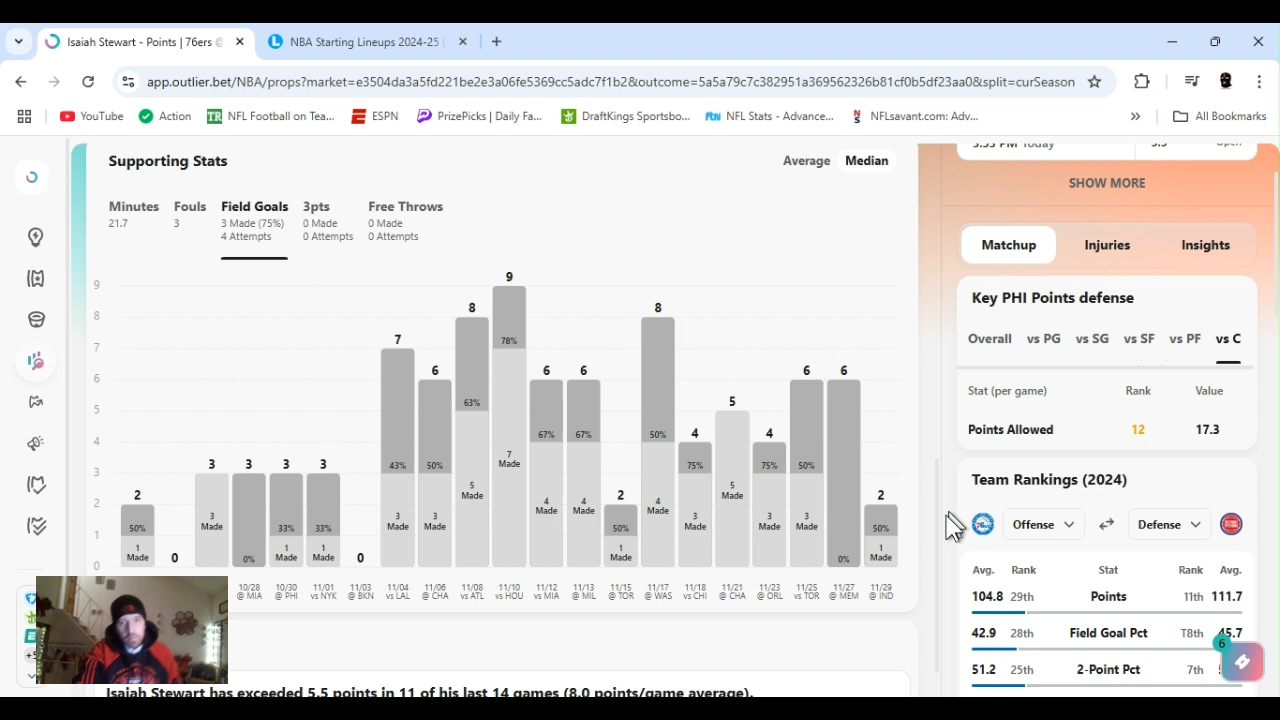 Isaiah Stewart - Points | 76ers @
NBA Starting Lineups 2024-25
app.outlier.bet/NBA/props?market=e3504da3a5fd221be2e3a06fe5369cc5adc7f1b2&outcome=5a5a79c7c382951a369562326b81cf0b5df23aa0&split=curSeason
YouTube Action NFL Football on Tea... ESPN PrizePicks | Daily Fa... DraftKings Sportsbo... NFL Stats - Advance... NFLsavant.com: Adv... » All Bookmarks
Supporting Stats
Average Median
Minutes Fouls Field Goals 3pts Free Throws
21.7 3 3 Made (75%) 0 Made 0 Made
4 Attempts 0 Attempts 0 Attempts
9
8
7
6
5
4
3
2
1
0
2 0 3 3 3 3 0 7 6 8 9 6 6 2 8 4 5 4 6 6 2
50% 0% 33% 33% 43% 50% 63% 78% 67% 67% 50% 50% 75% 75% 50% 0% 50%
1 Made 3 Made 1 Made 1 Made 3 Made 3 Made 5 Made 7 Made 4 Made 4 Made 1 Made 4 Made 3 Made 5 Made 3 Made 3 Made 1 Made
10/28 10/30 11/01 11/03 11/04 11/06 11/08 11/10 11/12 11/13 11/15 11/17 11/18 11/21 11/23 11/25 11/27 11/29
@ MIA @ PHI vs NYK @ BKN vs LAL @ CHA vs ATL vs HOU vs MIA @ MIL @ TOR @ WAS vs CHI @ CHA @ ORL vs TOR @ MEM @ IND
Isaiah Stewart has exceeded 5.5 points in 11 of his last 14 games (8.0 points/game average).
SHOW MORE
Matchup Injuries Insights
Key PHI Points defense
Overall vs PG vs SG vs SF vs PF vs C
Stat (per game) Rank Value
Points Allowed 12 17.3
Team Rankings (2024)
Offense Defense
Avg. Rank Stat Rank Avg.
104.8 29th Points 11th 111.7
42.9 28th Field Goal Pct T8th 45.7
6
51.2 25th 2-Point Pct 7th